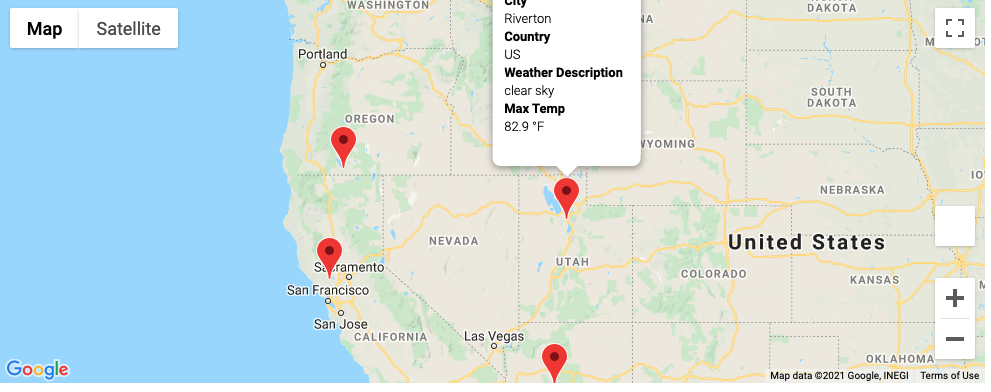 Map
Satellite
City
Riverton
Country
US
Weather Description
clear sky
Max Temp
82.9 °F
WASHINGTON
Portland
OREGON
NORTH
DAKOTA
SOUTH
DAKOTA
WYOMING
NEBRASKA
NEVADA
UTAH
United States
COLORADO
KANSAS
Sacramento
San Francisco
San Jose
CALIFORNIA
Las Vegas
OKLAHOMA
Google
Map data ©2021 Google, INEGI
Terms of Use